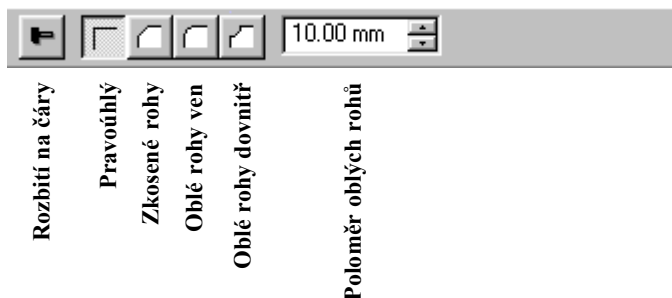 10.00 mm
Rozbití na čáry
Pravoúhlý
Zkosené rohy
Oblé rohy ven
Oblé rohy dovnitř
Poloměr oblých rohů